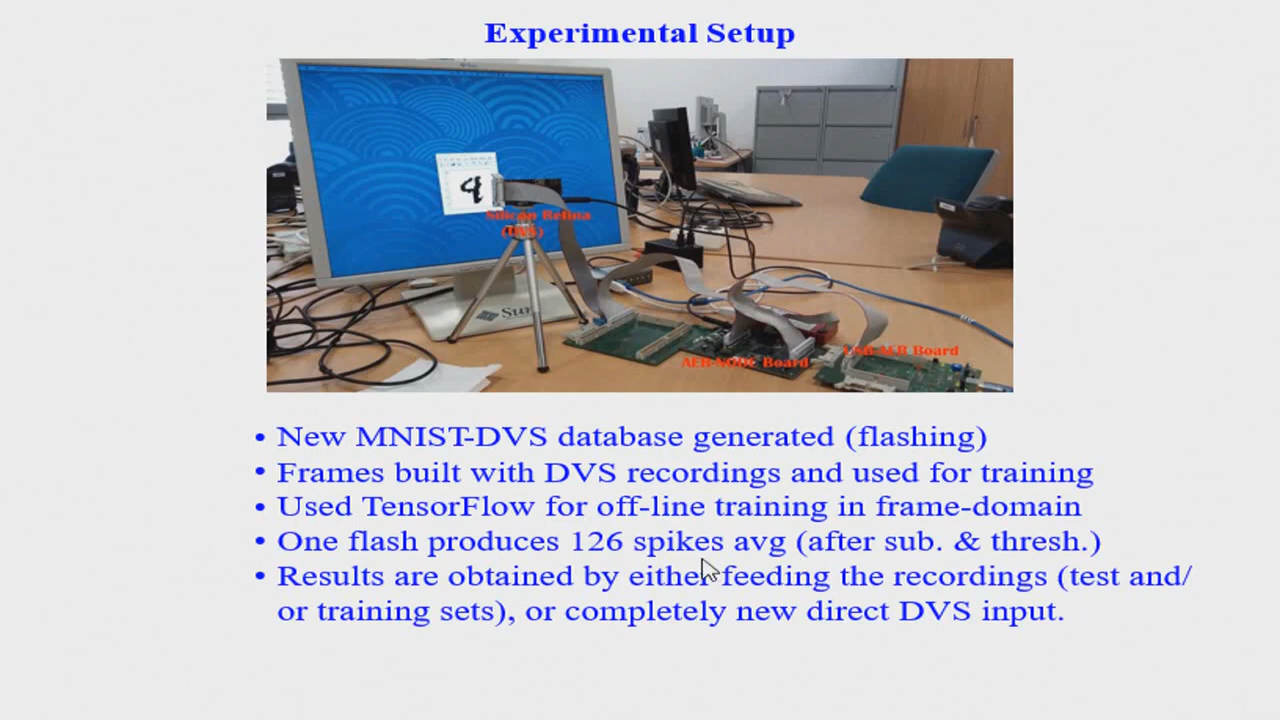 Experimental Setup
4
Silicon Retina
(DVS)
Sun
USB-AER Board
Board
• New MNIST-DVS database generated (flashing)
• Frames built with DVS recordings and used for training
• Used TensorFlow for off-line training in frame-domain
• One flash produces 126 spikes avg (after sub. & thresh.)
• Results are obtained by either feeding the recordings (test and/
or training sets), or completely new direct DVS input.